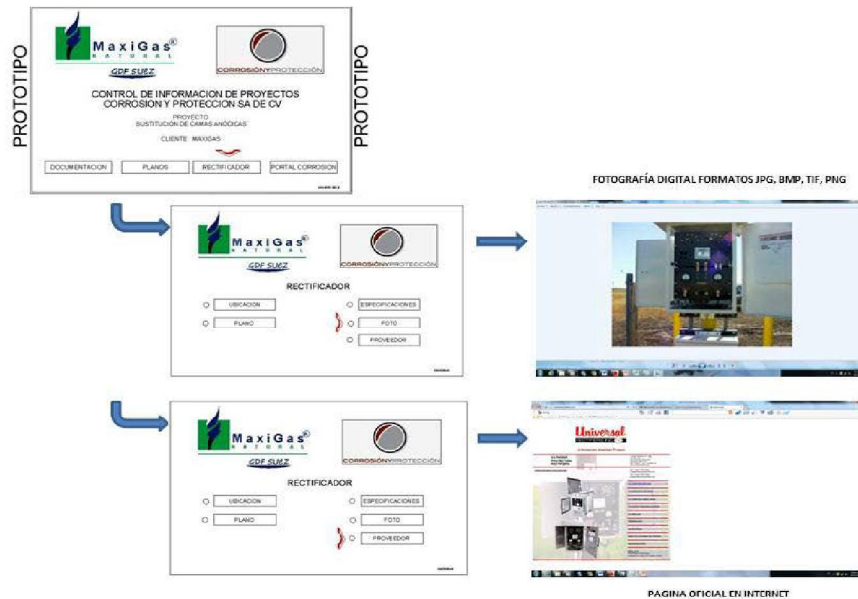 PROTOTIPO
PROTOTIPO
MaxiGas®
NATURAL
GDF SUEZ
CORROSIÓNYPROTECCIÓN
CONTROL DE INFORMACION DE PROYECTOS
CORROSION Y PROTECCION SA DE CV
PROYECTO
SUSTITUCIÓN DE CAMAS ANÓDICAS
CLIENTE MAXIGAS
DOCUMENTACION
PLANOS
RECTIFICADOR
PORTAL CORROSION
FOTOGRAFÍA DIGITAL FORMATOS JPG, BMP, TIF, PNG
MaxiGas®
NATURAL
GDF SUEZ
CORROSIÓNYPROTECCIÓN
RECTIFICADOR
UBICACION
ESPECIFICACIONES
PLANO
FOTO
PROVEEDOR
MaxiGas®
NATURAL
GDF SUEZ
CORROSIÓNYPROTECCIÓN
RECTIFICADOR
UBICACION
ESPECIFICACIONES
PLANO
FOTO
PROVEEDOR
Universal
PAGINA OFICIAL EN INTERNET